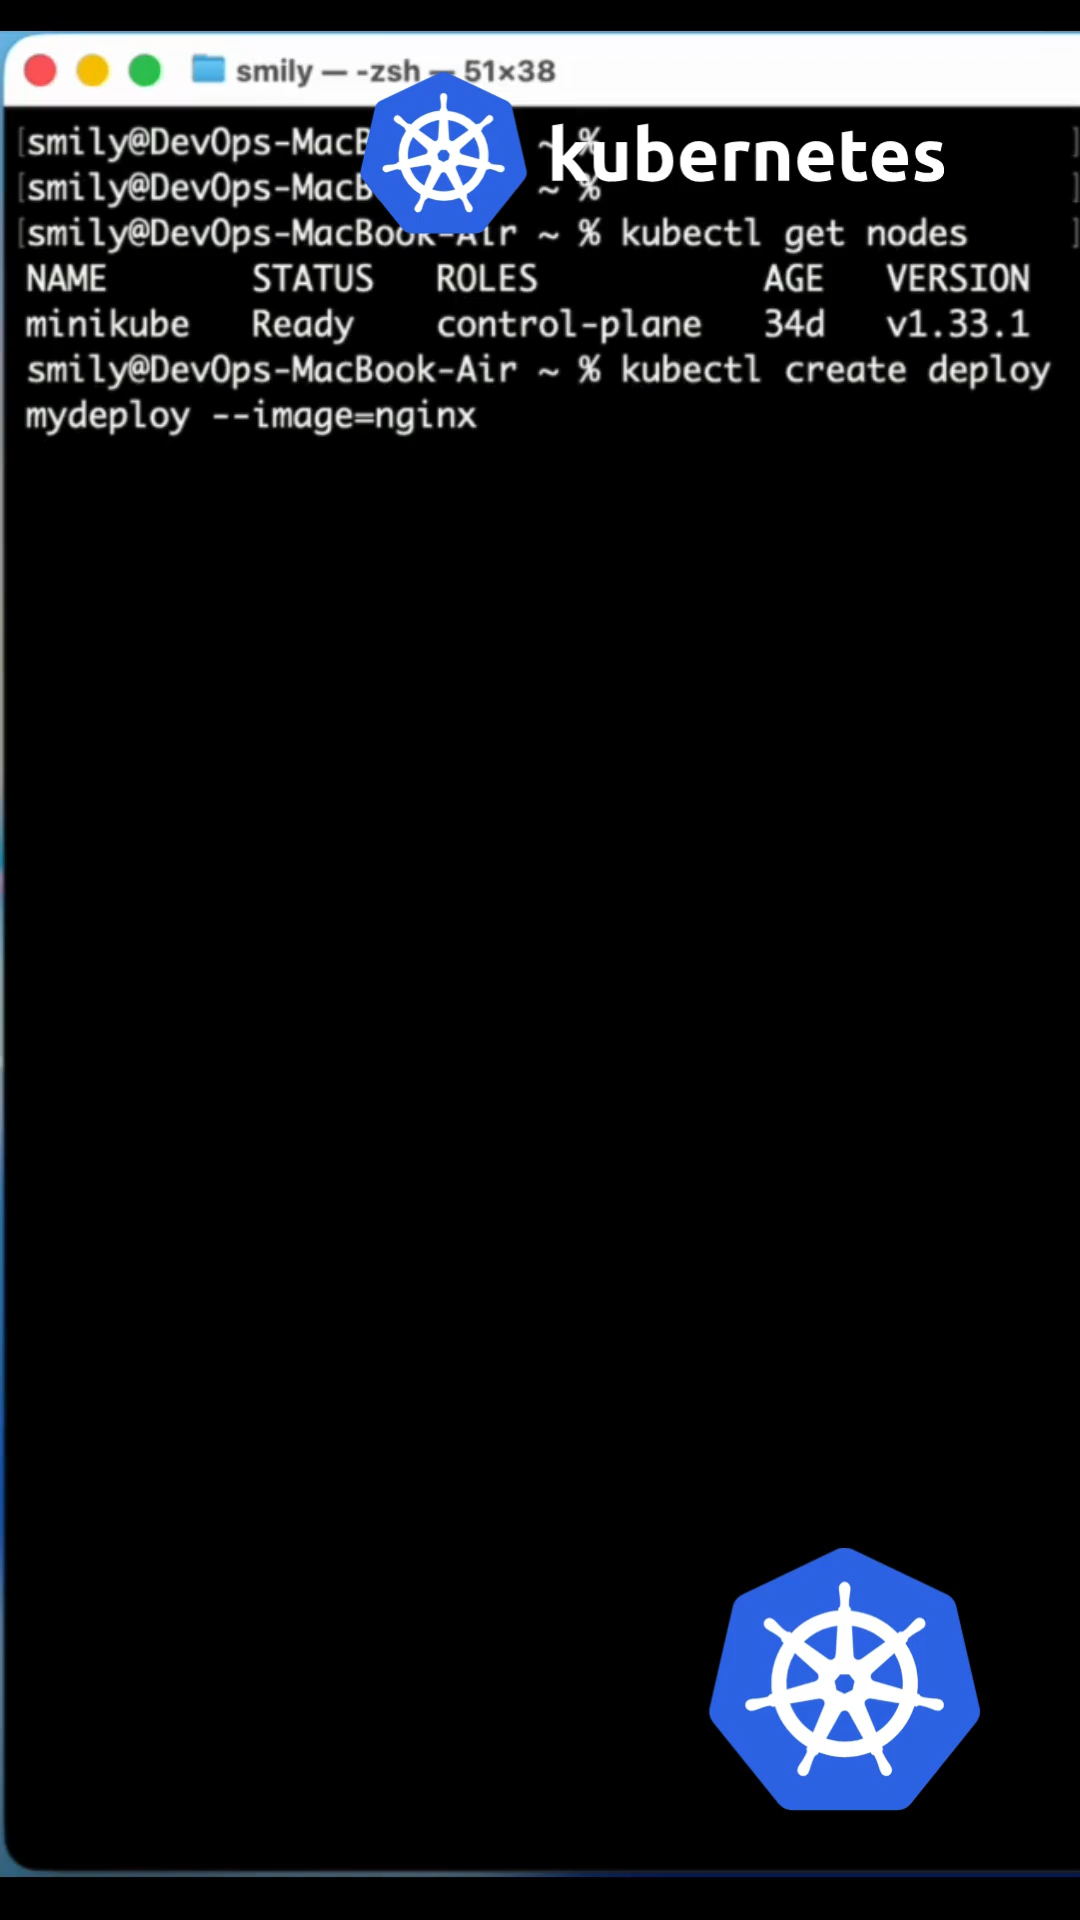 smily — -zsh — 51×38
kubernetes
[smily@DevOps-MacB ~ % ]
[smily@DevOps-MacB ~ % ]
[smily@DevOps-MacBook-Air ~ % kubectl get nodes ]
NAME STATUS ROLES AGE VERSION
minikube Ready control-plane 34d v1.33.1
smily@DevOps-MacBook-Air ~ % kubectl create deploy
mydeploy --image=nginx